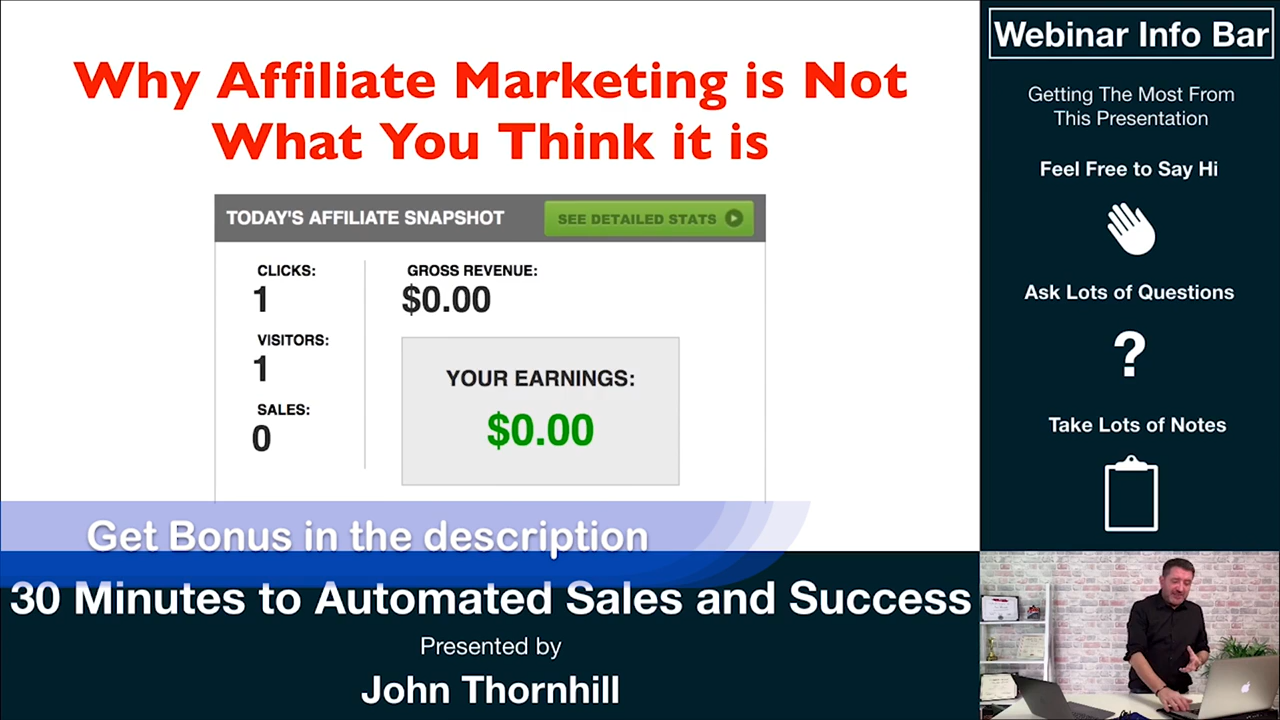 Why Affiliate Marketing is Not
What You Think it is
TODAY'S AFFILIATE SNAPSHOT
SEE DETAILED STATS
CLICKS:
1
VISITORS:
1
SALES:
0
GROSS REVENUE:
$0.00
YOUR EARNINGS:
$0.00
Get Bonus in the description
30 Minutes to Automated Sales and Success
Presented by
John Thornhill
Webinar Info Bar
Getting The Most From
This Presentation
Feel Free to Say Hi
Ask Lots of Questions
?
Take Lots of Notes